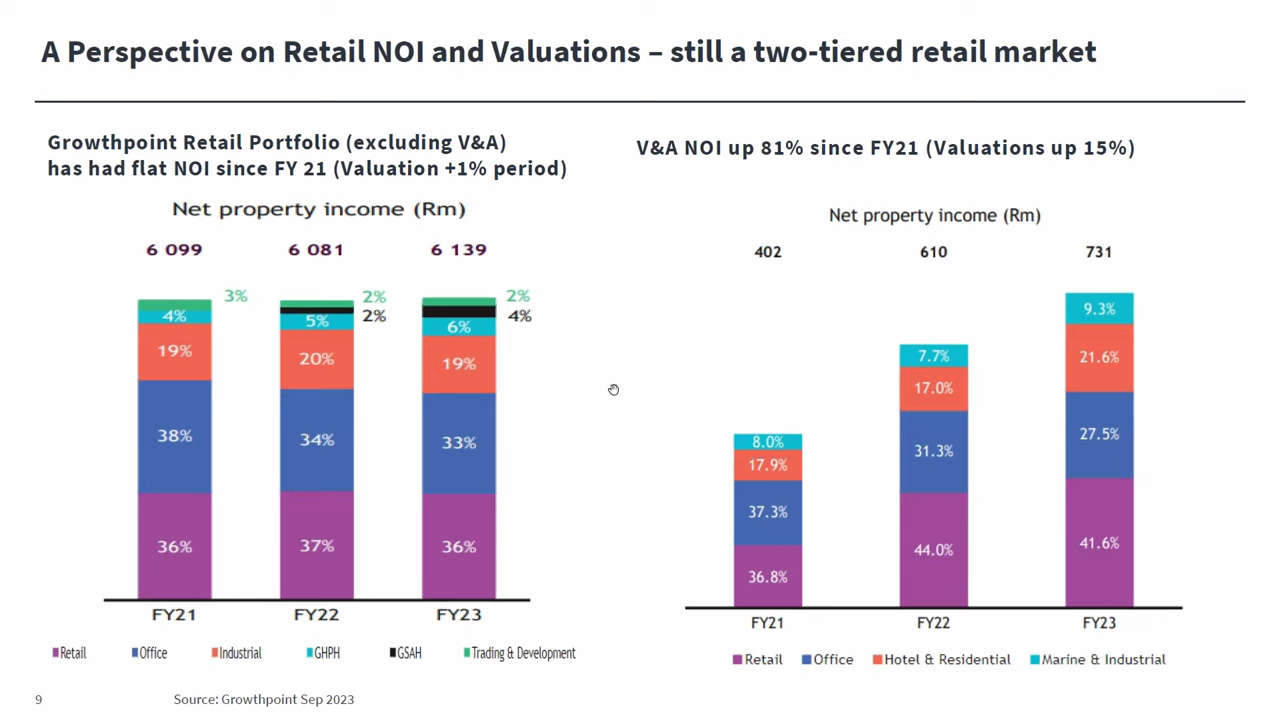 A Perspective on Retail NOI and Valuations – still a two-tiered retail market
Growthpoint Retail Portfolio (excluding V&A)
has had flat NOI since FY 21 (Valuation +1% period)
Net property income (Rm)
6 099 6 081 6 139
3% 2% 2%
4% 5% 2% 6% 4%
19% 20% 19%
38% 34% 33%
36% 37% 36%
FY21 FY22 FY23
Retail Office Industrial GHPH GSAH Trading & Development
V&A NOI up 81% since FY21 (Valuations up 15%)
Net property income (Rm)
402 610 731
8.0% 7.7% 9.3%
17.9% 17.0% 21.6%
37.3% 31.3% 27.5%
36.8% 44.0% 41.6%
FY21 FY22 FY23
Retail Office Hotel & Residential Marine & Industrial
9 Source: Growthpoint Sep 2023